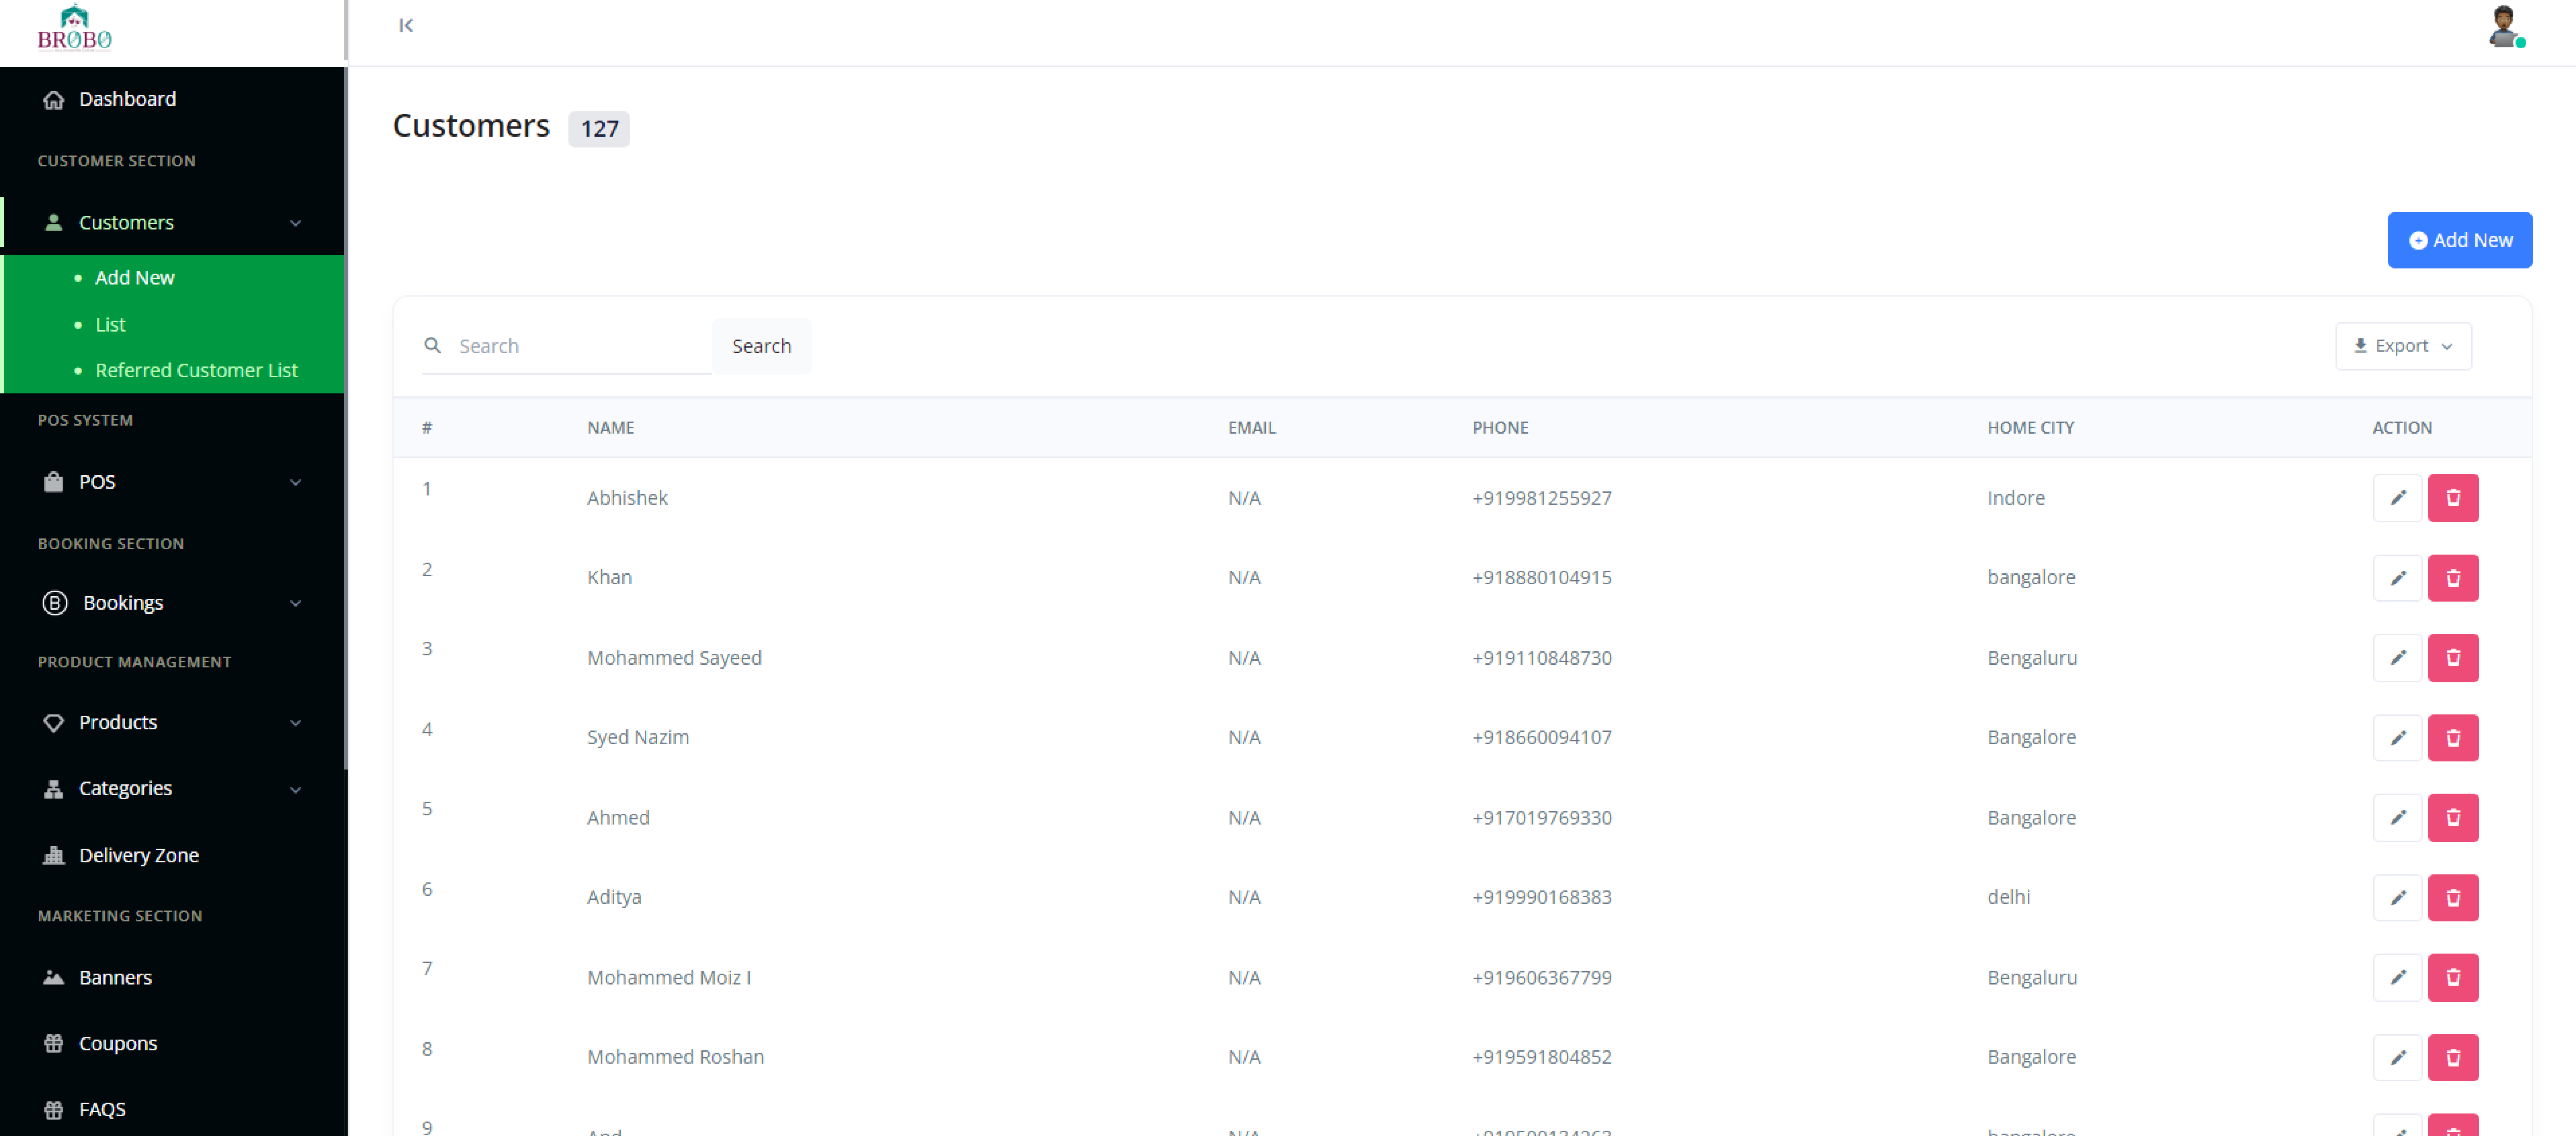 BROBO
Dashboard
CUSTOMER SECTION
Customers
Add New
List
Referred Customer List
POS SYSTEM
POS
BOOKING SECTION
Bookings
PRODUCT MANAGEMENT
Products
Categories
Delivery Zone
MARKETING SECTION
Banners
Coupons
FAQS
Customers 127
Add New
Search Search Export
# NAME EMAIL PHONE HOME CITY ACTION
1 Abhishek N/A +919981255927 Indore
2 Khan N/A +918880104915 bangalore
3 Mohammed Sayeed N/A +919110848730 Bengaluru
4 Syed Nazim N/A +918660094107 Bangalore
5 Ahmed N/A +917019769330 Bangalore
6 Aditya N/A +919990168383 delhi
7 Mohammed Moiz I N/A +919606367799 Bengaluru
8 Mohammed Roshan N/A +919591804852 Bangalore
9 N/A bangalore